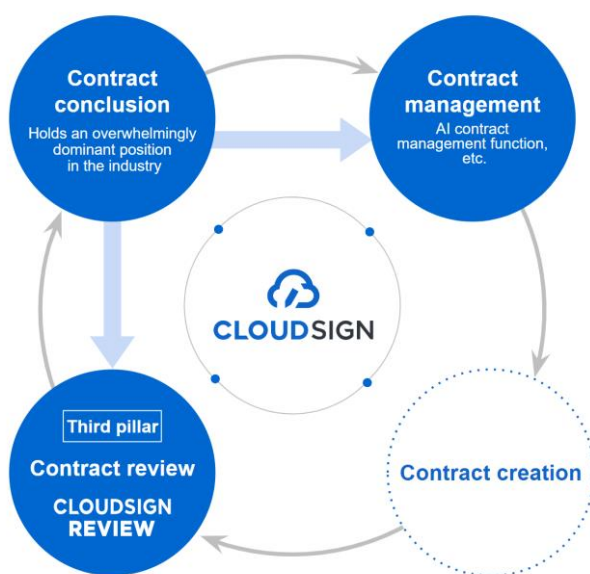 Contract
conclusion
Holds an overwhelmingly
dominant position
in the industry
Contract
management
AI contract
management function,
etc.
CLOUDSIGN
Third pillar
Contract review
CLOUDSIGN
REVIEW
Contract creation